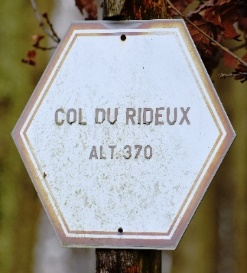 COL DU RIDEUX
ALT. 370